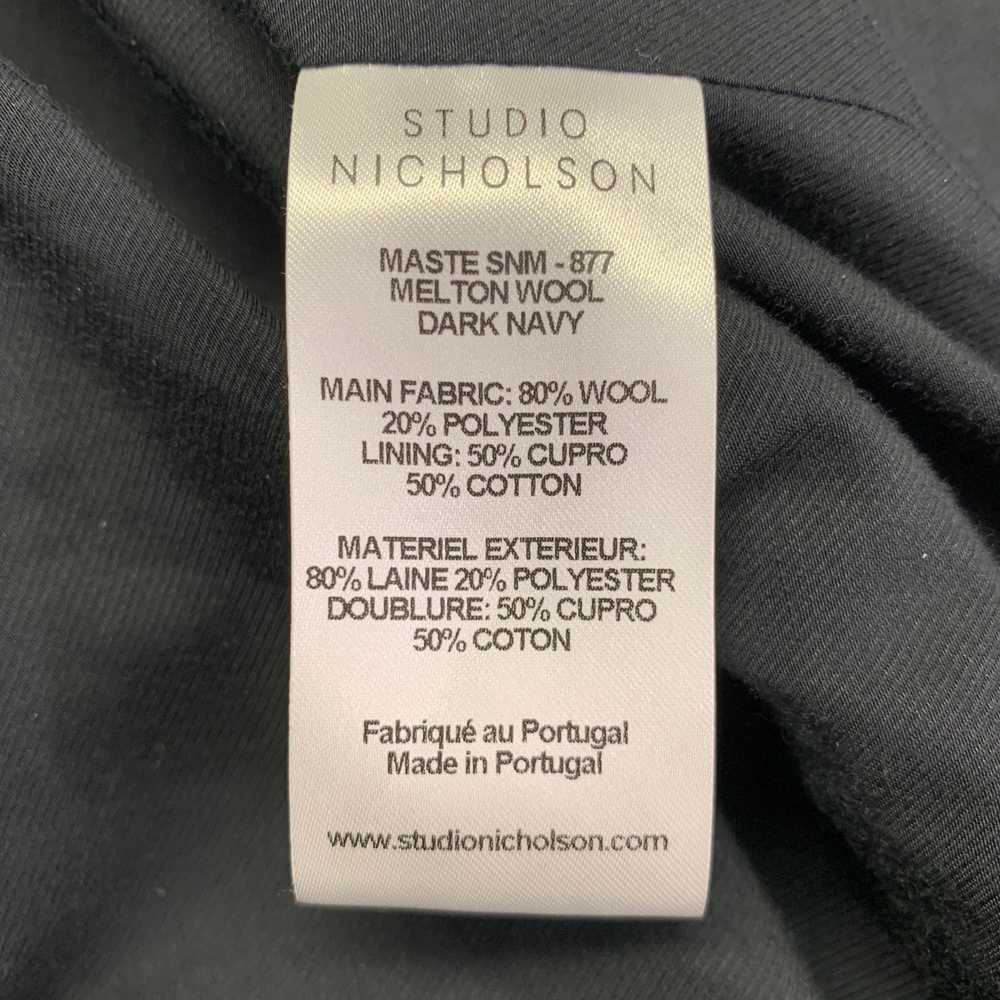 STUDIO
NICHOLSON
MASTE SNM - 877
MELTON WOOL
DARK NAVY
MAIN FABRIC: 80% WOOL
20% POLYESTER
LINING: 50% CUPRO
50% COTTON
MATERIEL EXTERIEUR:
80% LAINE 20% POLYESTER
DOUBLURE: 50% CUPRO
50% COTON
Fabriqué au Portugal
Made in Portugal
www.studionicholson.com